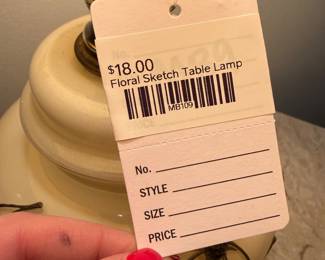 $18.00
Floral Sketch Table Lamp
MB109
No.
STYLE
SIZE
PRICE